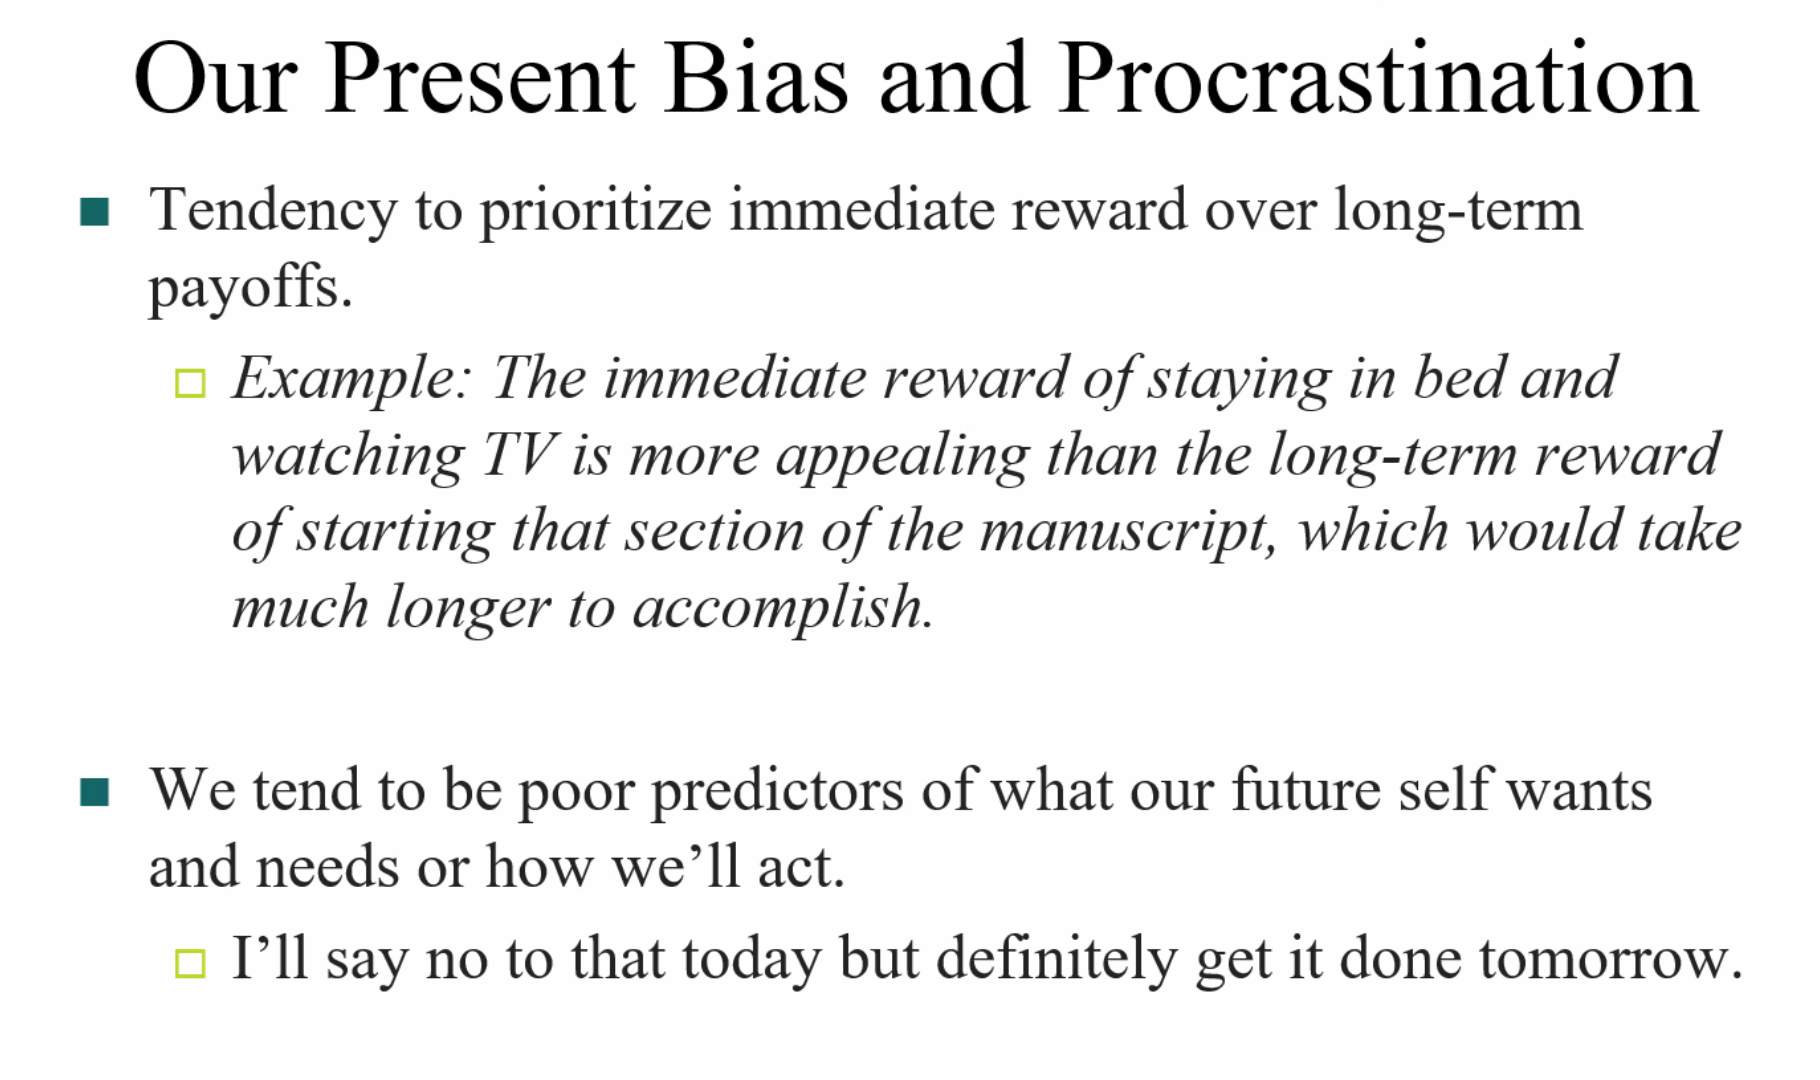 Our Present Bias and Procrastination
Tendency to prioritize immediate reward over long-term
payoffs.
Example: The immediate reward of staying in bed and
watching TV is more appealing than the long-term reward
of starting that section of the manuscript, which would take
much longer to accomplish.
We tend to be poor predictors of what our future self wants
and needs or how we’ll act.
I’ll say no to that today but definitely get it done tomorrow.